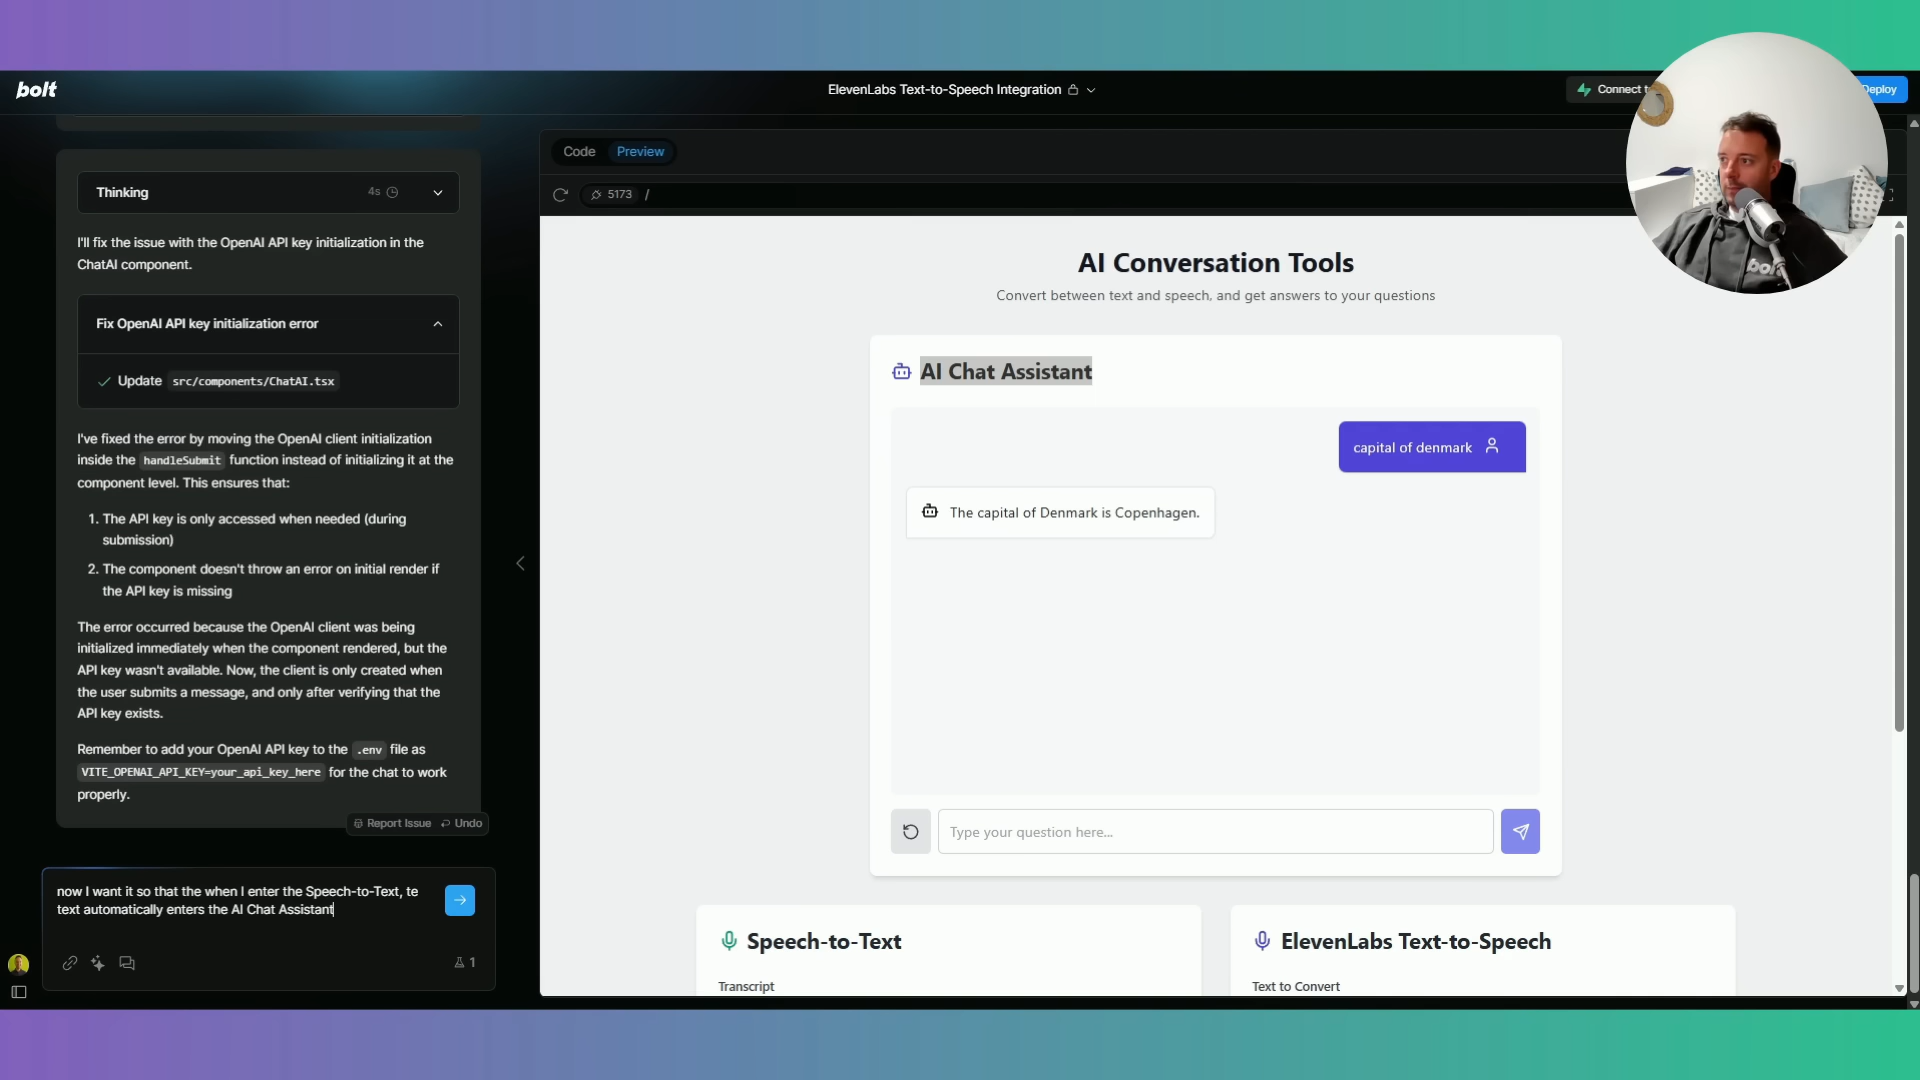 bolt
ElevenLabs Text-to-Speech Integration
Connect t
Deploy
Code
Preview
5173 /
Thinking
4s
I'll fix the issue with the OpenAI API key initialization in the
ChatAI component.
Fix OpenAI API key initialization error
Update src/components/ChatAI.tsx
I've fixed the error by moving the OpenAI client initialization
inside the handleSubmit function instead of initializing it at the
component level. This ensures that:
1. The API key is only accessed when needed (during
submission)
2. The component doesn't throw an error on initial render if
the API key is missing
The error occurred because the OpenAI client was being
initialized immediately when the component rendered, but the
API key wasn't available. Now, the client is only created when
the user submits a message, and only after verifying that the
API key exists.
Remember to add your OpenAI API key to the .env file as
VITE_OPENAI_API_KEY=your_api_key_here for the chat to work
properly.
Report Issue
Undo
now I want it so that the when I enter the Speech-to-Text, te
text automatically enters the AI Chat Assistant
1
AI Conversation Tools
Convert between text and speech, and get answers to your questions
AI Chat Assistant
capital of denmark
The capital of Denmark is Copenhagen.
Type your question here...
Speech-to-Text
Transcript
ElevenLabs Text-to-Speech
Text to Convert